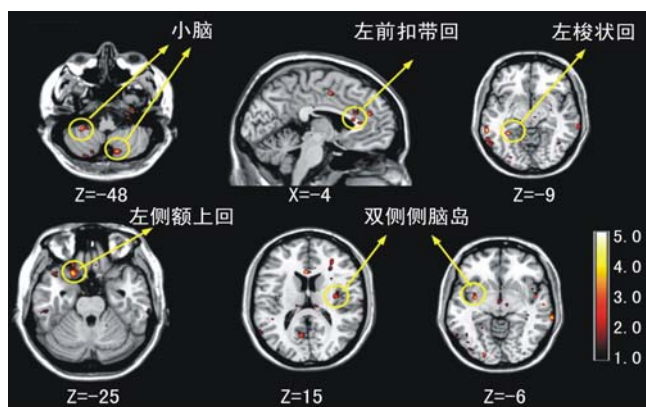 小脑
左前扣带回
左梭状回
Z=-48
X=-4
Z=-9
左侧额上回
双侧侧脑岛
5.0
4.0
3.0
2.0
1.0
Z=-25
Z=15
Z=-6